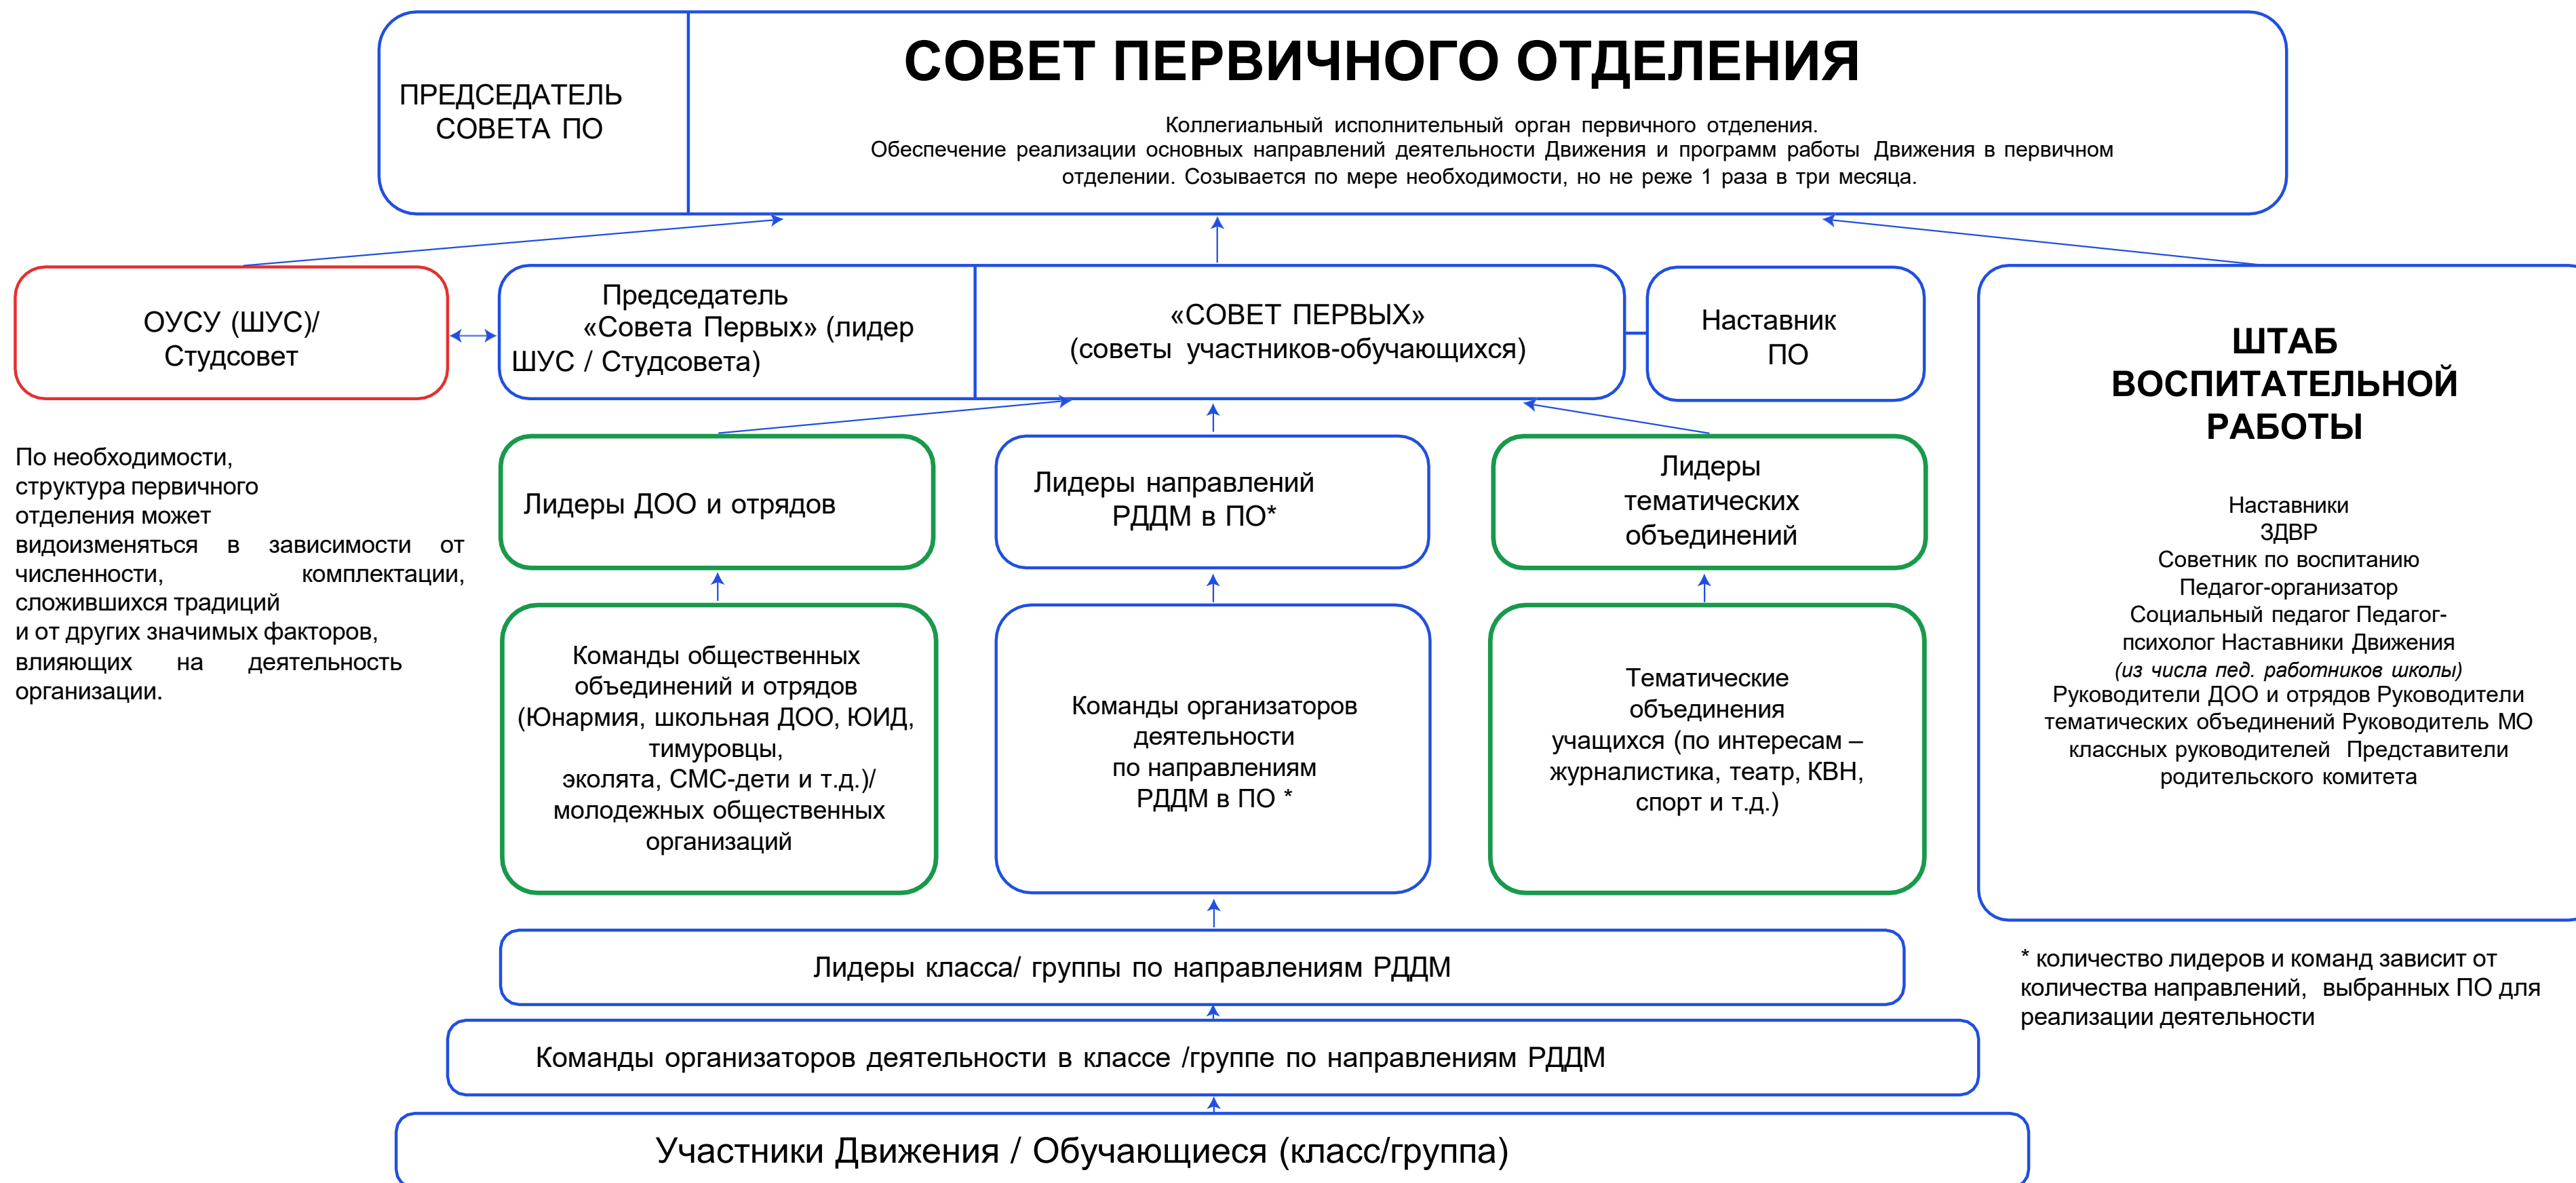 ПРЕДСЕДАТЕЛЬ
СОВЕТА ПО
СОВЕТ ПЕРВИЧНОГО ОТДЕЛЕНИЯ
Коллегиальный исполнительный орган первичного отделения.
Обеспечение реализации основных направлений деятельности Движения и программ работы Движения в первичном
отделении. Созывается по мере необходимости, но не реже 1 раза в три месяца.
ОУСУ (ШУС)/
Студсовет
Председатель
«Совета Первых» (лидер
ШУС / Студсовета)
«СОВЕТ ПЕРВЫХ»
(советы участников-обучающихся)
Наставник
ПО
ШТАБ
ВОСПИТАТЕЛЬНОЙ
РАБОТЫ
Наставники
ЗДВР
Советник по воспитанию
Педагог-организатор
Социальный педагог Педагог-
психолог Наставники Движения
(из числа пед. работников школы)
Руководители ДОО и отрядов Руководители
тематических объединений Руководитель МО
классных руководителей Представители
родительского комитета
По необходимости,
структура первичного
отделения может
видоизменяться в зависимости от
численности, комплектации,
сложившихся традиций
и от других значимых факторов,
влияющих на деятельность
организации.
Лидеры ДОО и отрядов
Лидеры направлений
РДДМ в ПО*
Лидеры
тематических
объединений
Команды общественных
объединений и отрядов
(Юнармия, школьная ДОО, ЮИД,
тимуровцы,
эколята, СМС-дети и т.д.)/
молодежных общественных
организаций
Команды организаторов
деятельности
по направлениям
РДДМ в ПО *
Тематические
объединения
учащихся (по интересам –
журналистика, театр, КВН,
спорт и т.д.)
Лидеры класса/ группы по направлениям РДДМ
Команды организаторов деятельности в классе /группе по направлениям РДДМ
Участники Движения / Обучающиеся (класс/группа)
* количество лидеров и команд зависит от
количества направлений, выбранных ПО для
реализации деятельности